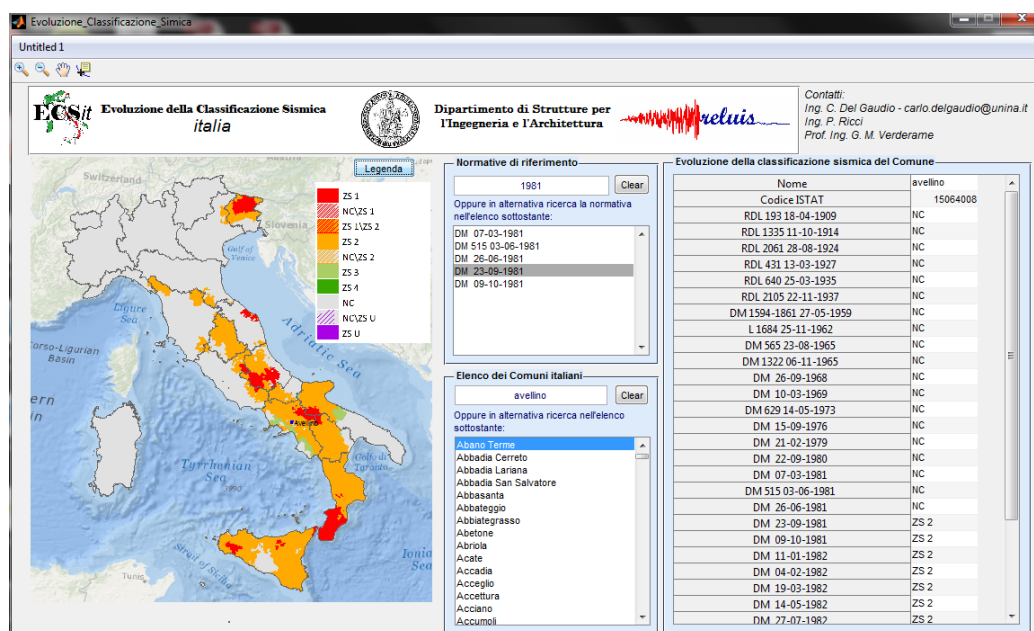 Evoluzione_Classificazione_Simica
Untitled 1
ECSit
Evoluzione della Classificazione Sismica
italia
Dipartimento di Strutture per
l'Ingegneria e l'Architettura
reluis
Contatti:
Ing. C. Del Gaudio - carlo.delgaudio@unina.it
Ing. P. Ricci
Prof. Ing. G. M. Verderame
Legenda
ZS 1
NC\ZS 1
ZS 1\ZS 2
ZS 2
NC\ZS 2
ZS 3
ZS 4
NC
NC\ZS U
ZS U
Switzerland
Slovenia
Gulf of
Venice
Ligure
Sea
Adriatic Sea
Corso-Ligurian
Basin
Avellino
Golfo di
Taranto
Tyrrhenian
Sea
Strait of Sicily
Tunis
Ionia
Sea
Normative di riferimento
1981
Clear
Oppure in alternativa ricerca la normativa
nell'elenco sottostante:
DM 07-03-1981
DM 515 03-06-1981
DM 26-06-1981
DM 23-09-1981
DM 09-10-1981
Elenco dei Comuni italiani
avellino
Clear
Oppure in alternativa ricerca nell'elenco
sottostante:
Abano Terme
Abbadia Cerreto
Abbadia Lariana
Abbadia San Salvatore
Abbasanta
Abbateggio
Abbiategrasso
Abetone
Abriola
Acate
Accadia
Acceglio
Accettura
Acciano
Accumoli
Evoluzione della classificazione sismica del Comune
Nome avellino
Codice ISTAT 15064008
RDL 193 18-04-1909 NC
RDL 1335 11-10-1914 NC
RDL 2061 28-08-1924 NC
RDL 431 13-03-1927 NC
RDL 640 25-03-1935 NC
RDL 2105 22-11-1937 NC
DM 1594-1861 27-05-1959 NC
L 1684 25-11-1962 NC
DM 565 23-08-1965 NC
DM 1322 06-11-1965 NC
DM 26-09-1968 NC
DM 10-03-1969 NC
DM 629 14-05-1973 NC
DM 15-09-1976 NC
DM 21-02-1979 NC
DM 22-09-1980 NC
DM 07-03-1981 NC
DM 515 03-06-1981 NC
DM 26-06-1981 NC
DM 23-09-1981 ZS 2
DM 09-10-1981 ZS 2
DM 11-01-1982 ZS 2
DM 04-02-1982 ZS 2
DM 19-03-1982 ZS 2
DM 14-05-1982 ZS 2
DM 27-07-1982 ZS 2